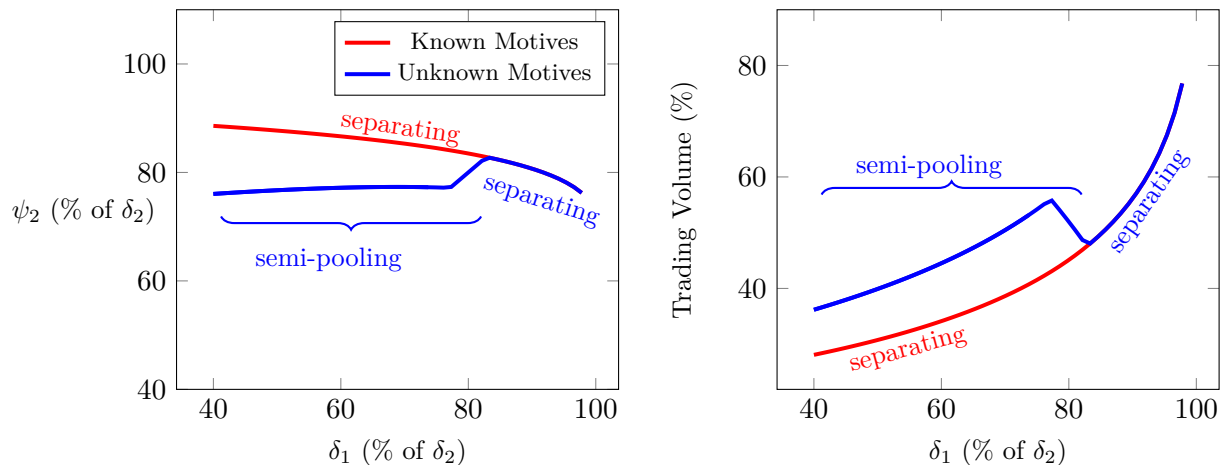 Known Motives
Unknown Motives
100
80
60
40
ψ₂ (% of δ₂)
separating
separating
semi-pooling
40
60
80
100
δ₁ (% of δ₂)
80
60
40
Trading Volume (%)
semi-pooling
separating
separating
40
60
80
100
δ₁ (% of δ₂)